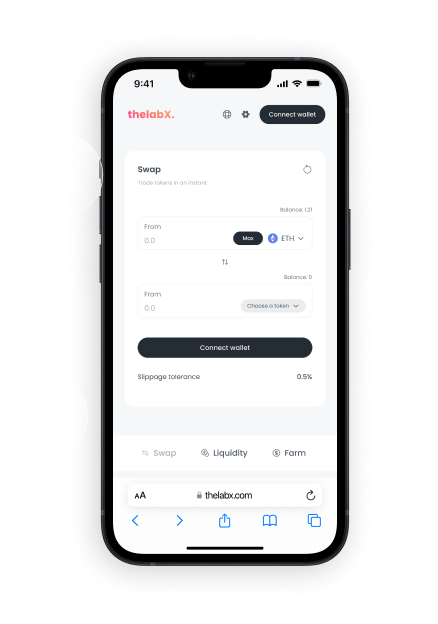 9:41
thelabX.
Connect wallet
Swap
Trade tokens in an instant
Balance: 1.21
From
0.0
Max
ETH
Balance: 0
From
0.0
Choose a token
Connect wallet
Slippage tolerance 0.5%
Swap Liquidity Farm
AA thelabx.com